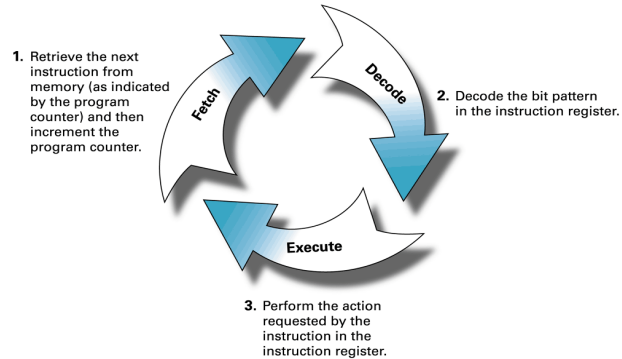 1. Retrieve the next
instruction from
memory (as indicated
by the program
counter) and then
increment the
program counter.
Fetch
Decode
2. Decode the bit pattern
in the instruction register.
Execute
3. Perform the action
requested by the
instruction in the
instruction register.